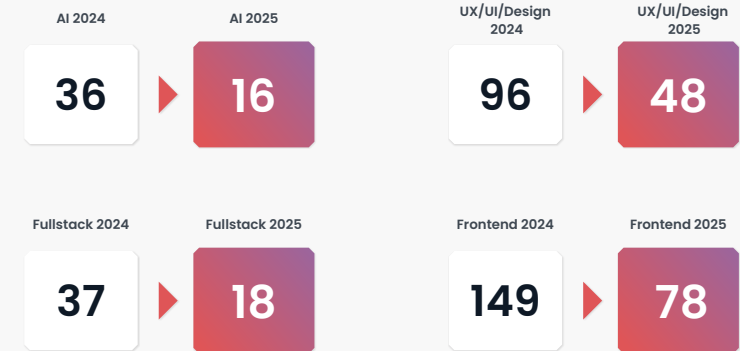 AI 2024
AI 2025
UX/UI/Design
2024
UX/UI/Design
2025
36
16
96
48
Fullstack 2024
Fullstack 2025
Frontend 2024
Frontend 2025
37
18
149
78